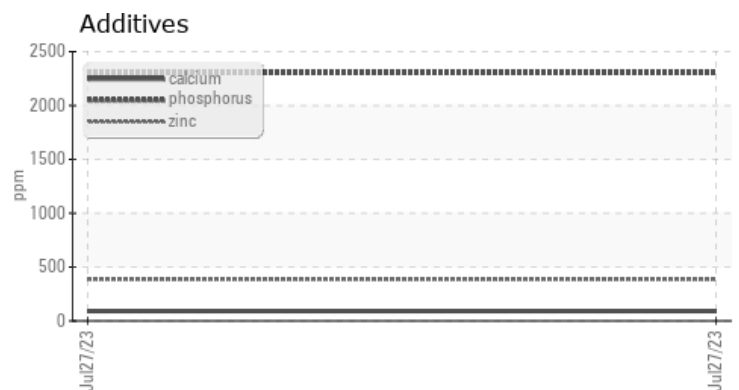 Additives
2500
2000
1500
1000
500
0
ppm
calcium
phosphorus
zinc
Jul27/23
Jul27/23